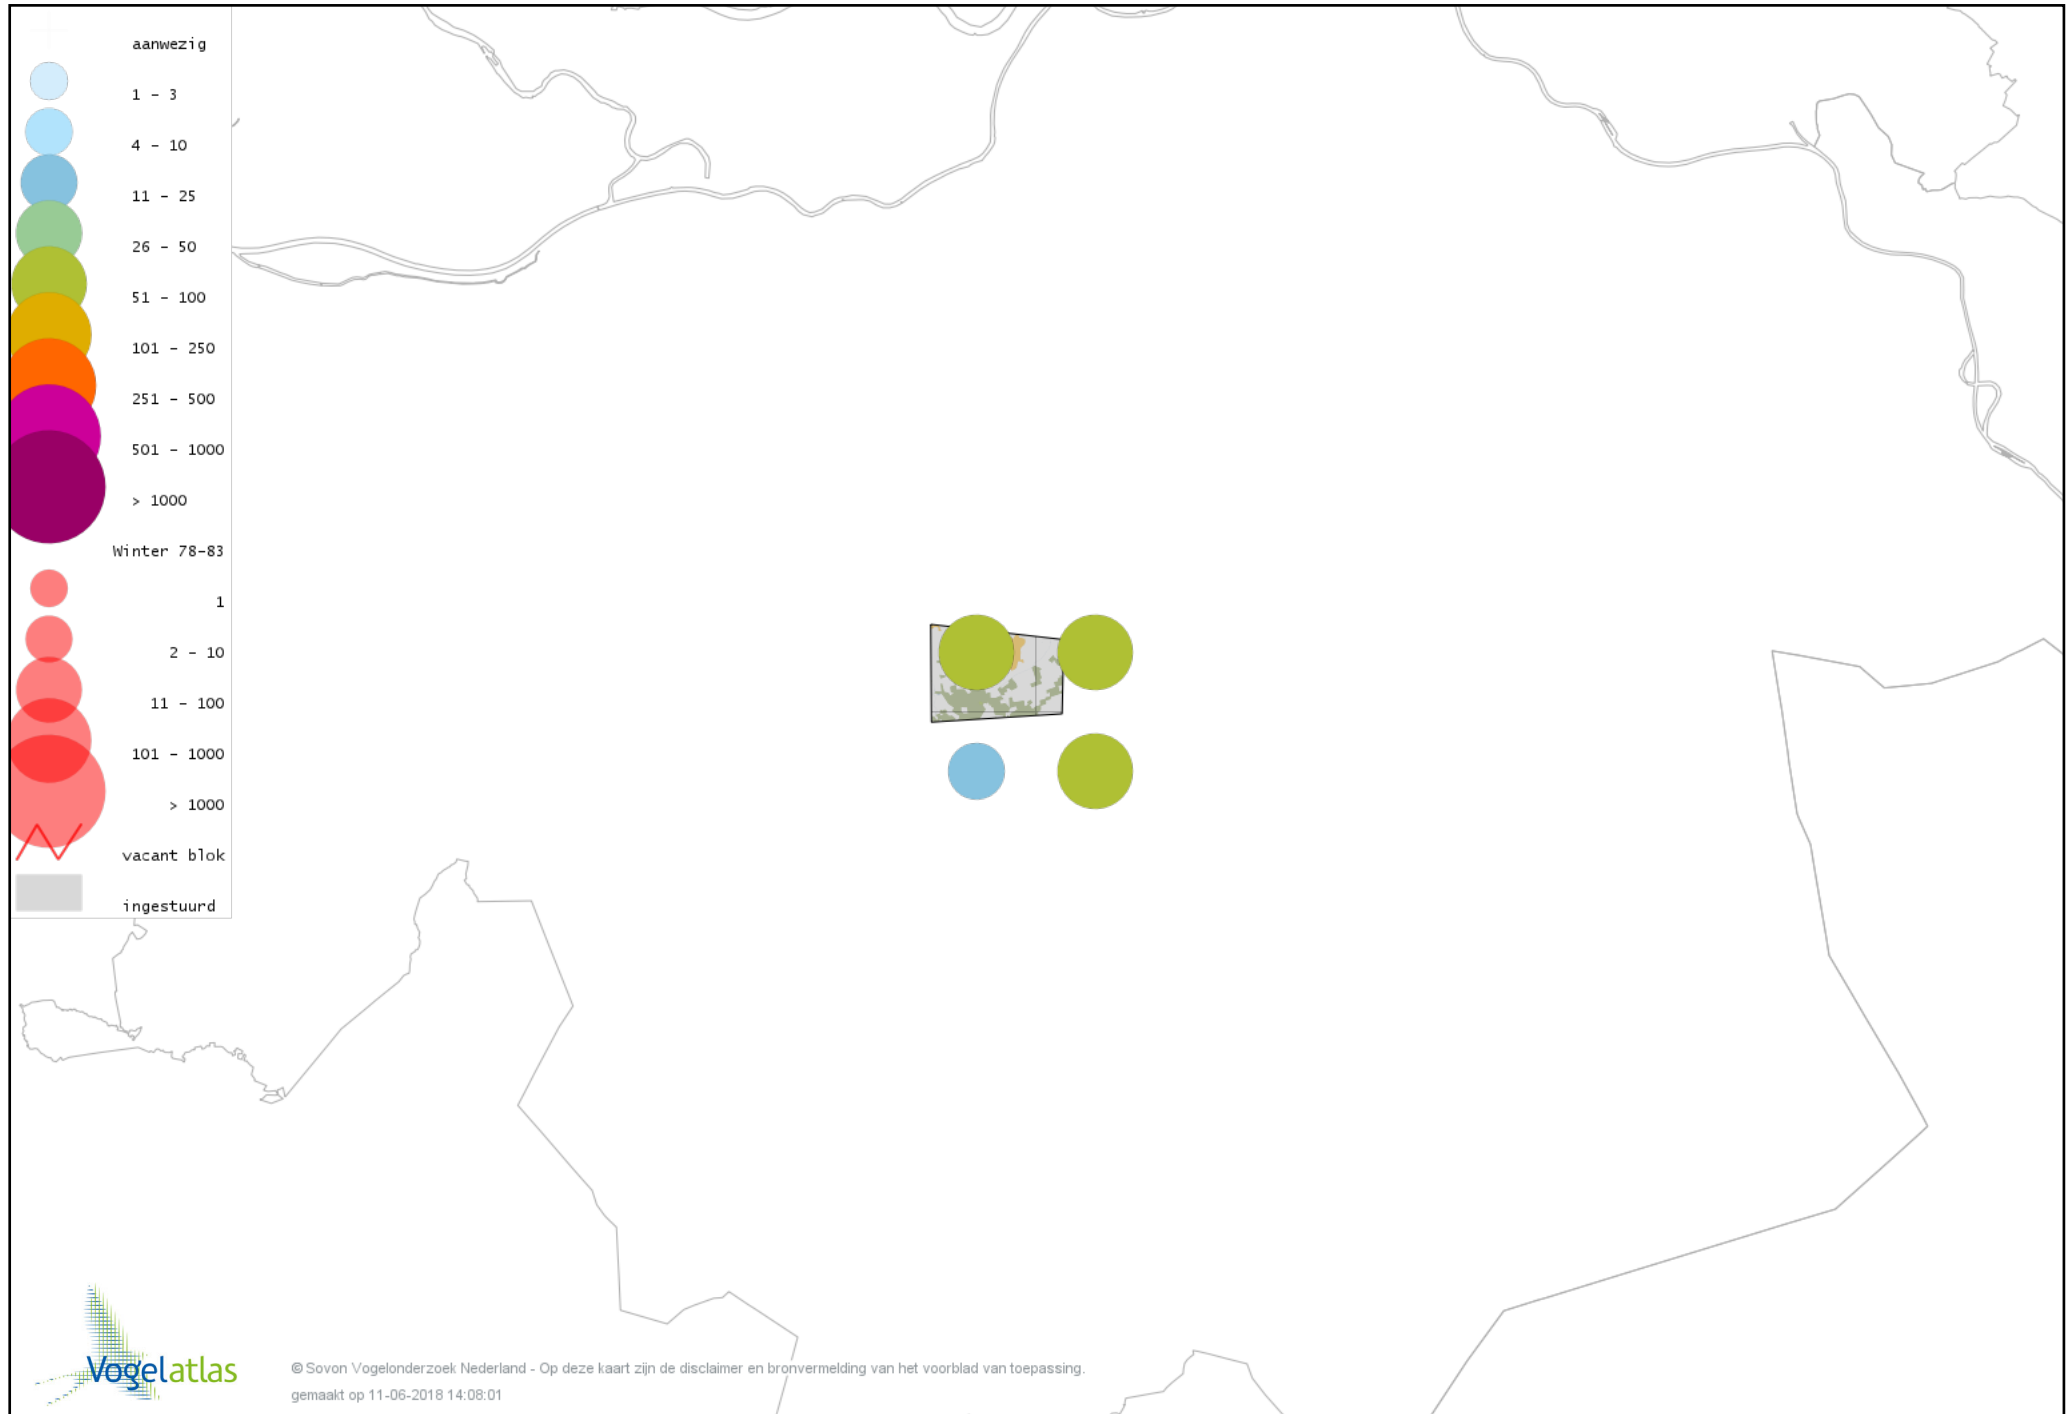 aanwezig
1 - 3
4 - 10
11 - 25
26 - 50
51 - 100
101 - 250
251 - 500
501 - 1000
> 1000
Winter 78-83
1
2 - 10
11 - 100
101 - 1000
> 1000
vacant blok
ingestuurd
Vogelatlas
© Sovon Vogelonderzoek Nederland - Op deze kaart zijn de disclaimer en bronvermelding van het voorblad van toepassing.
gemaakt op 11-06-2018 14:08:01